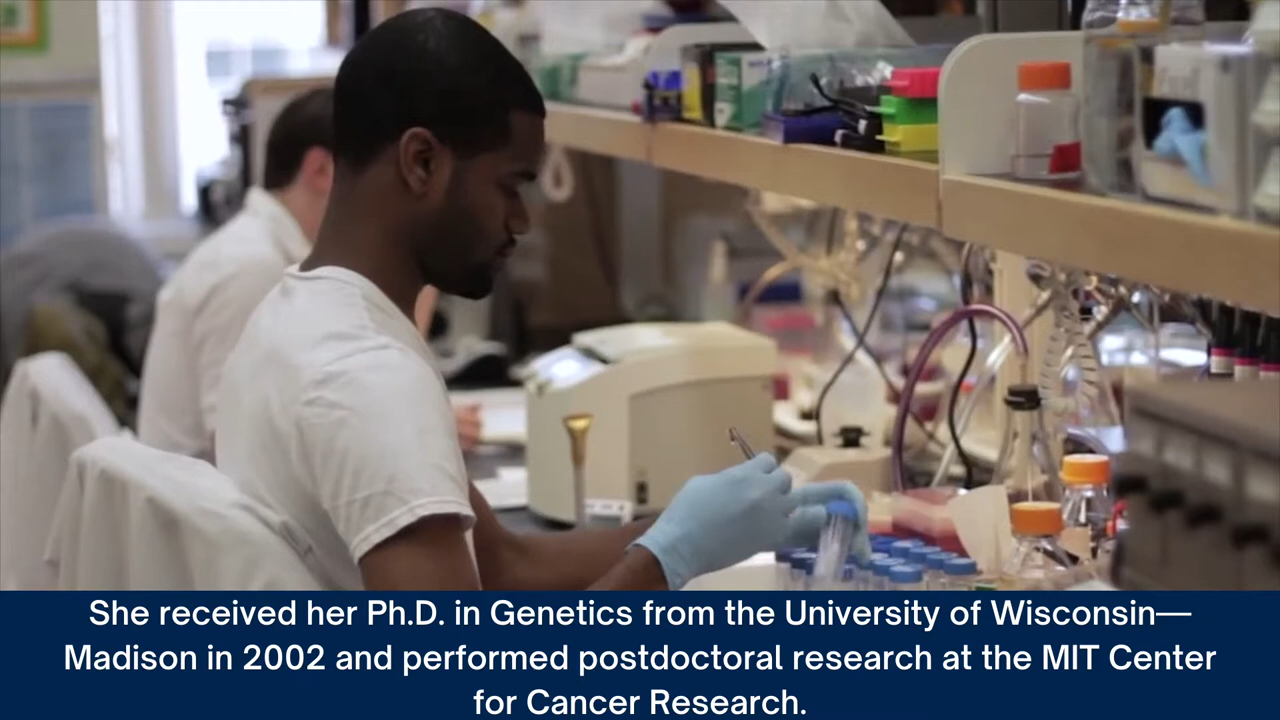 She received her Ph.D. in Genetics from the University of Wisconsin—
Madison in 2002 and performed postdoctoral research at the MIT Center
for Cancer Research.